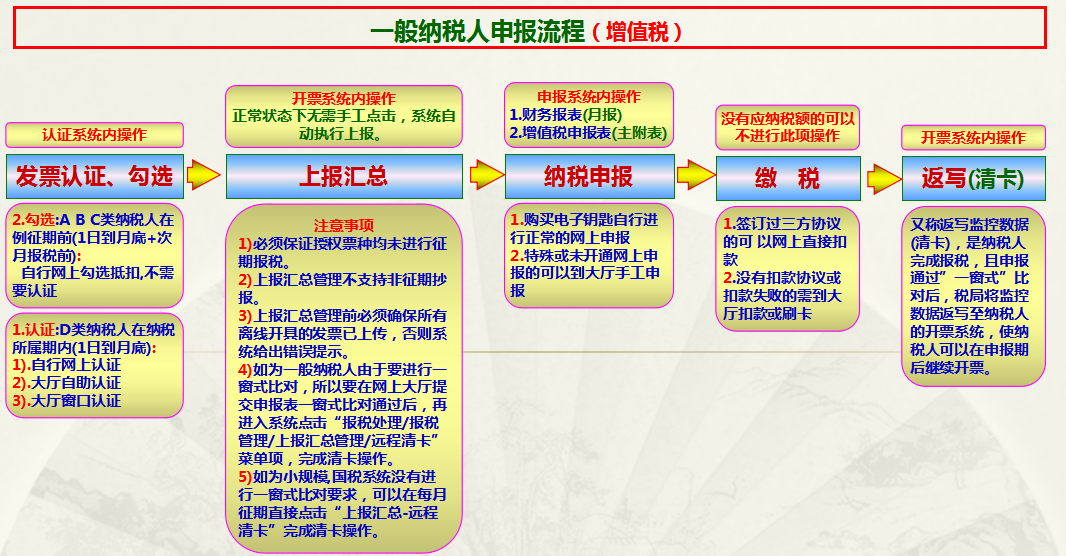 一般纳税人申报流程（增值税）
认证系统内操作
发票认证、勾选
2.勾选:A B C类纳税人在
例征期前(1日到月底+次
月报税前):
自行网上勾选抵扣,不需
要认证
1.认证:D类纳税人在纳税
所属期内(1日到月底):
1).自行网上认证
2).大厅自助认证
3).大厅窗口认证
开票系统内操作
正常状态下无需手工点击，系统自
动执行上报。
上报汇总
注意事项
1)必须保证授权票种均未进行征
期报税。
2)上报汇总管理不支持非征期抄
报。
3)上报汇总管理前必须确保所有
离线开具的发票已上传，否则系
统给出错误提示。
4)如为一般纳税人由于要进行一
窗式比对，所以要在网上大厅提
交申报表一窗式比对通过后，再
进入系统点击“报税处理/报税
管理/上报汇总管理/远程清卡”
菜单项，完成清卡操作。
5)如为小规模,国税系统没有进
行一窗式比对要求，可以在每月
征期直接点击“上报汇总-远程
清卡”完成清卡操作。
申报系统内操作
1.财务报表(月报)
2.增值税申报表(主附表)
纳税申报
1.购买电子钥匙自行进
行正常的网上申报
2.特殊或未开通网上申
报的可以到大厅手工申
报
没有应纳税额的可以
不进行此项操作
缴 税
1.签订过三方协议
的可 以网上直接扣
款
2.没有扣款协议或
扣款失败的需到大
厅扣款或刷卡
开票系统内操作
返写(清卡)
又称返写监控数据
(清卡)，是纳税人
完成报税，且申报
通过”一窗式”比
对后，税局将监控
数据返写至纳税人
的开票系统，使纳
税人可以在申报期
后继续开票。